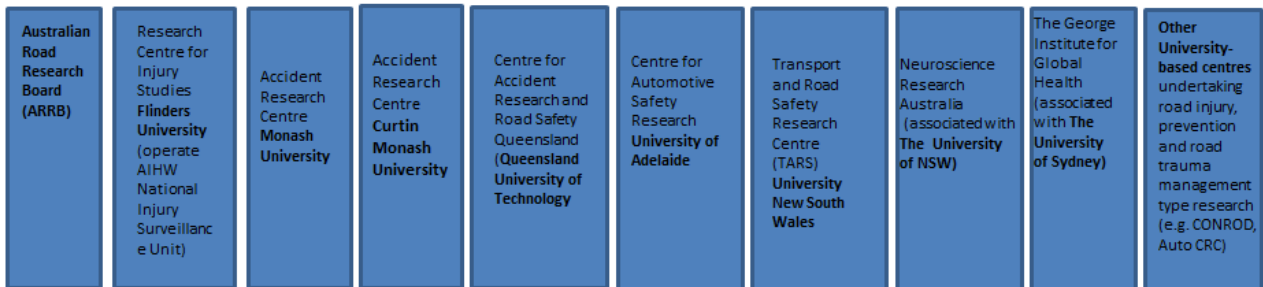 Australian
Road
Research
Board
(ARRB)
Research
Centre for
Injury
Studies
Flinders
University
(operate
AIHW
National
Injury
Surveillanc
e Unit)
Accident
Research
Centre
Monash
University
Accident
Research
Centre
Curtin
Monash
University
Centre for
Accident
Research and
Road Safety
Queensland
(Queensland
University of
Technology
Centre for
Automotive
Safety
Research
University of
Adelaide
Transport
and Road
Safety
Research
Centre
(TARS)
University
New South
Wales
Neuroscience
Research
Australia
(associated with
The University
of NSW)
The George
Institute for
Global
Health
(associated
with The
University
of Sydney)
Other
University-
based centres
undertaking
road injury,
prevention
and road
trauma
management
type research
(e.g. CONROD,
Auto CRC)